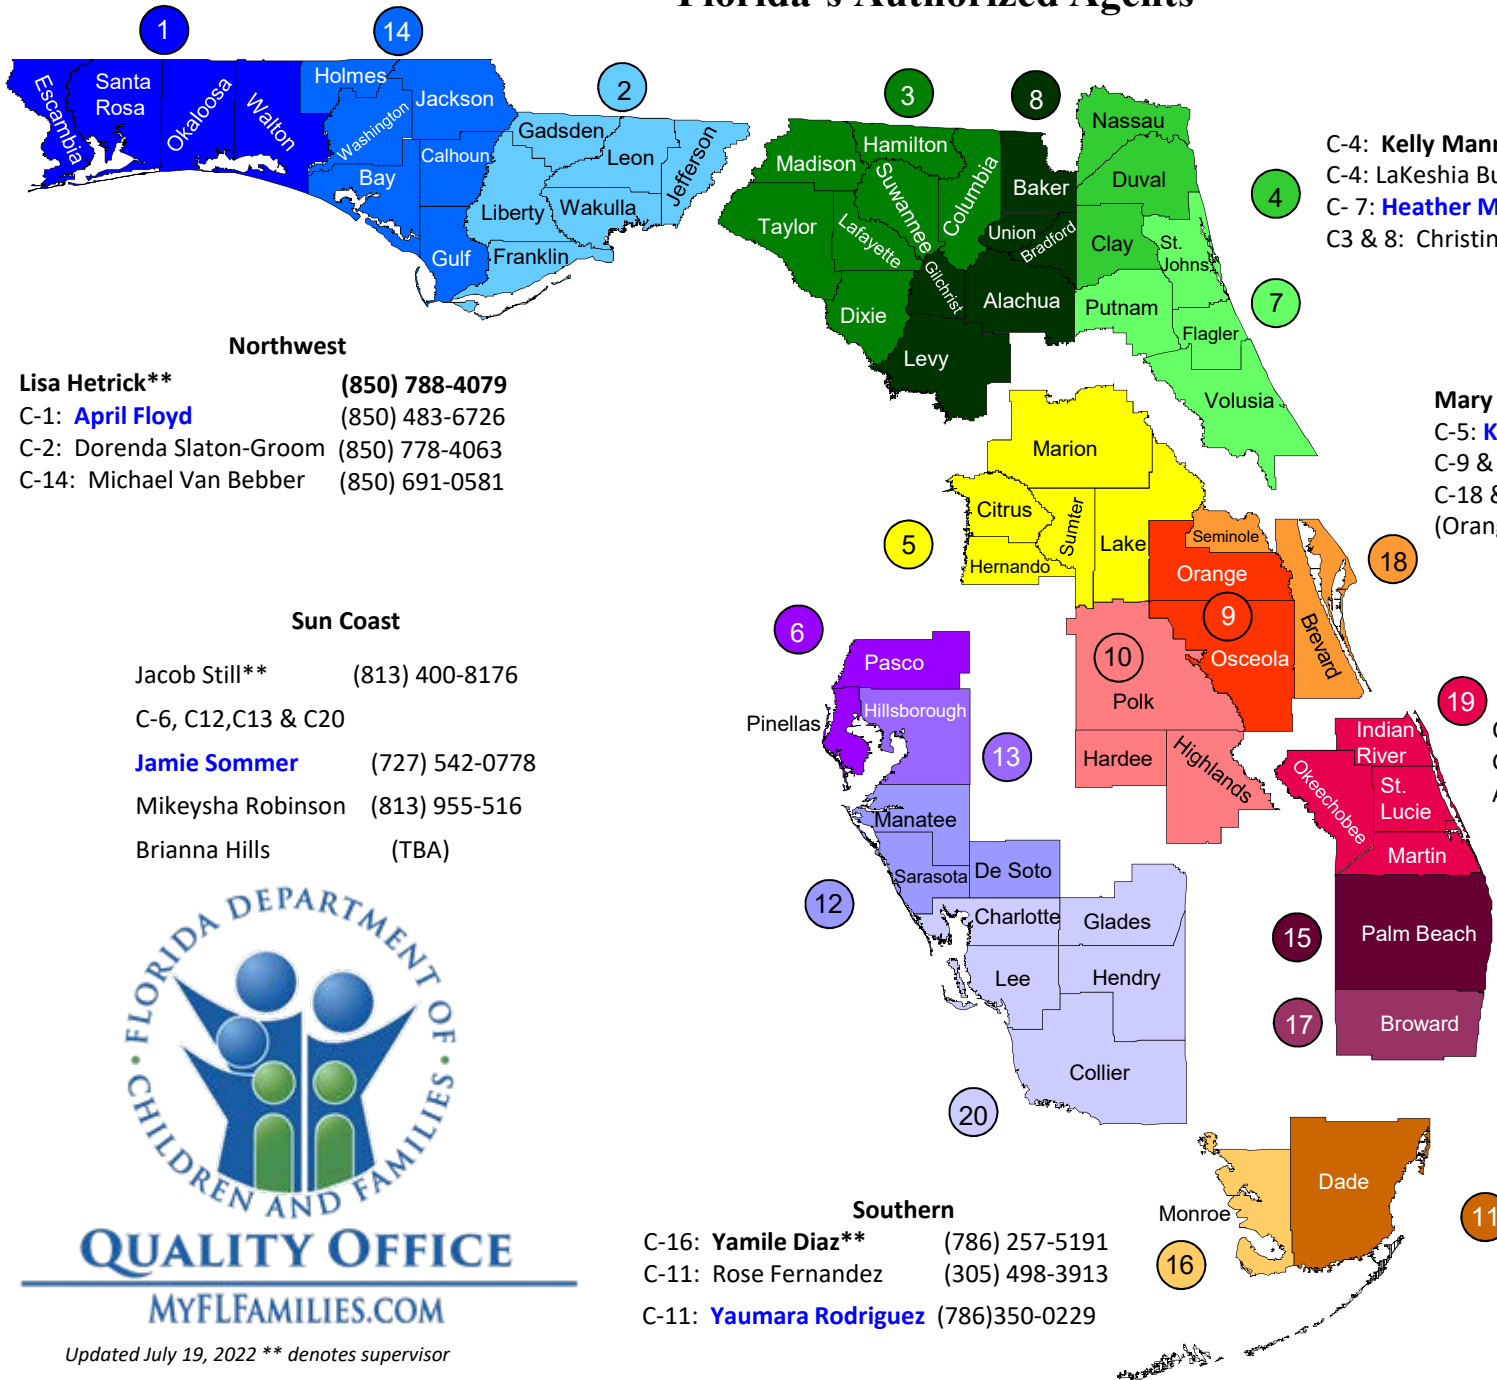 Florida's Authorized Agents
1
14
2
3
8
4
7
Escambia
Santa
Rosa
Okaloosa
Walton
Holmes
Washington
Jackson
Bay
Calhoun
Gulf
Gadsden
Liberty
Leon
Wakulla
Franklin
Jefferson
Madison
Hamilton
Taylor
Suwannee
Lafayette
Columbia
Dixie
Baker
Union
Bradford
Gilchrist
Alachua
Levy
Nassau
Duval
Clay
St.
Johns
Putnam
Flagler
Volusia
C-4: Kelly
C-4: LaKeshia
C- 7: Heather
C3 & 8:
Northwest
Lisa Hetrick** (850) 788-4079
C-1: April Floyd (850) 483-6726
C-2: Dorenda Slaton-Groom (850) 778-4063
C-14: Michael Van Bebber (850) 691-0581
Mary
C-5:
C-9 &
C-18 &
5
Marion
Citrus
Sumter
Hernando
Lake
18
Seminole
Orange
9
Osceola
Brevard
10
Polk
Hardee
Highlands
Sun Coast
Jacob Still** (813) 400-8176
C-6, C12,C13 & C20
Jamie Sommer (727) 542-0778
Mikeysha Robinson (813) 955-516
Brianna Hills (TBA)
6
Pasco
Pinellas
Hillsborough
13
Manatee
Sarasota
De Soto
12
Charlotte
Glades
Lee
Hendry
Collier
20
19
Indian
River
Okeechobee
St.
Lucie
Martin
15
Palm Beach
17
Broward
FLORIDA DEPARTMENT OF
CHILDREN AND FAMILIES
QUALITY OFFICE
MYFLFAMILIES.COM
Updated July 19, 2022 ** denotes supervisor
Southern
C-16: Yamile Diaz** (786) 257-5191
C-11: Rose Fernandez (305) 498-3913
C-11: Yaumara Rodriguez (786)350-0229
Monroe
16
Dade
11